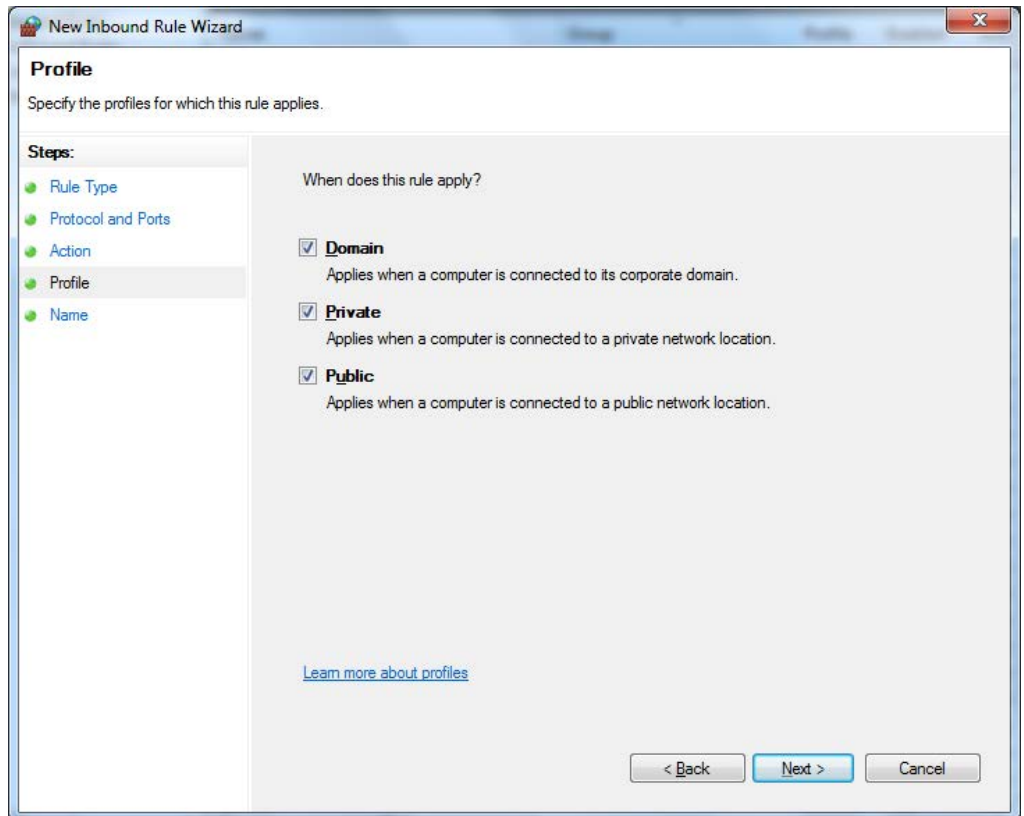 New Inbound Rule Wizard
Profile
Specify the profiles for which this rule applies.
Steps:
Rule Type
Protocol and Ports
Action
Profile
Name
When does this rule apply?
Domain
Applies when a computer is connected to its corporate domain.
Private
Applies when a computer is connected to a private network location.
Public
Applies when a computer is connected to a public network location.
Learn more about profiles
< Back
Next >
Cancel